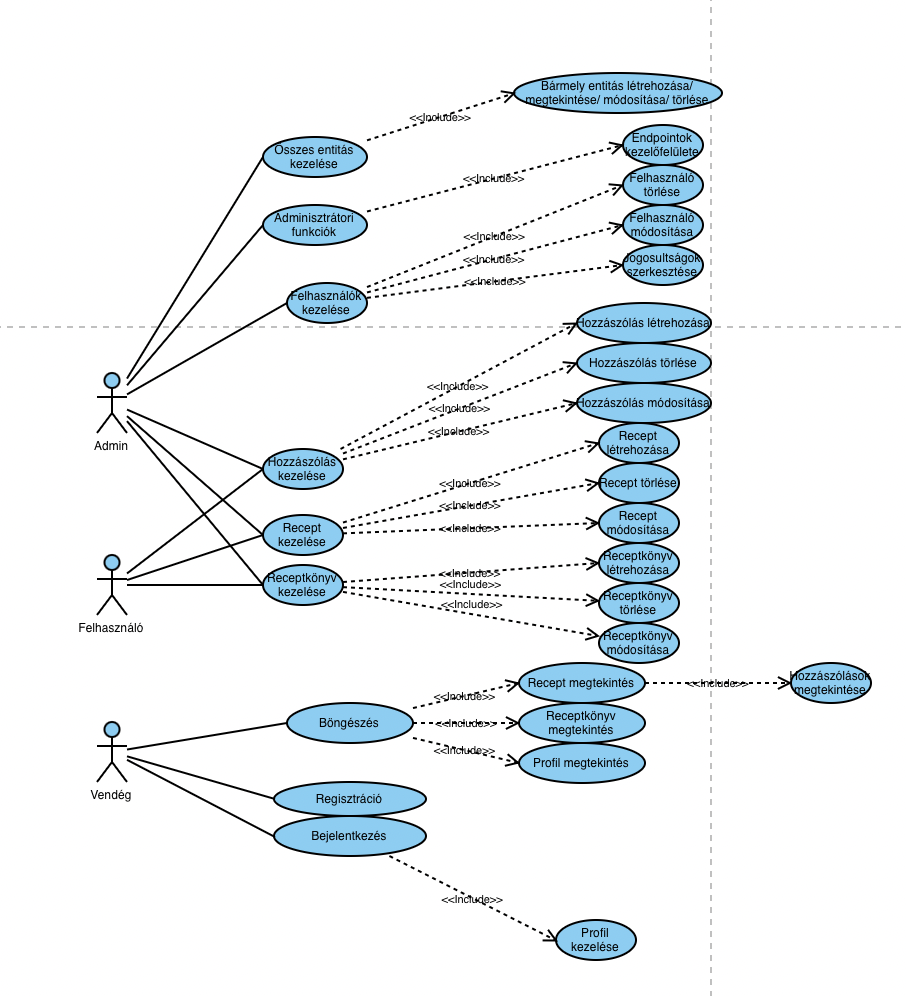 Bármely entitás létrehozása/
megtekintése/ módosítása/ törlése
<<Include>>
Összes entitás
kezelése
Endpointok
kezelőfelülete
<<Include>>
Felhasználó
törlése
Adminisztrátori
funkciók
Felhasználó
módosítása
<<Include>>
<<Include>>
Jogosultságok
szerkesztése
<<Include>>
Felhasználók
kezelése
Hozzászólás létrehozása
Hozzászólás törlése
<<Include>>
Hozzászólás módosítása
<<Include>>
<<Include>>
Admin
Recept
létrehozása
Hozzászólás
kezelése
Recept törlése
<<Include>>
<<Include>>
Recept
módosítása
<<Include>>
Recept
kezelése
Receptkönyv
létrehozása
<<Include>>
<<Include>>
Receptkönyv
kezelése
Receptkönyv
törlése
<<Include>>
Felhasználó
Receptkönyv
módosítása
Recept megtekintés
<<Include>>
Hozzászólások
megtekintése
<<Include>>
Böngészés
<<Include>>
Receptkönyv
megtekintés
<<Include>>
Profil megtekintés
Vendég
Regisztráció
Bejelentkezés
<<Include>>
Profil
kezelése